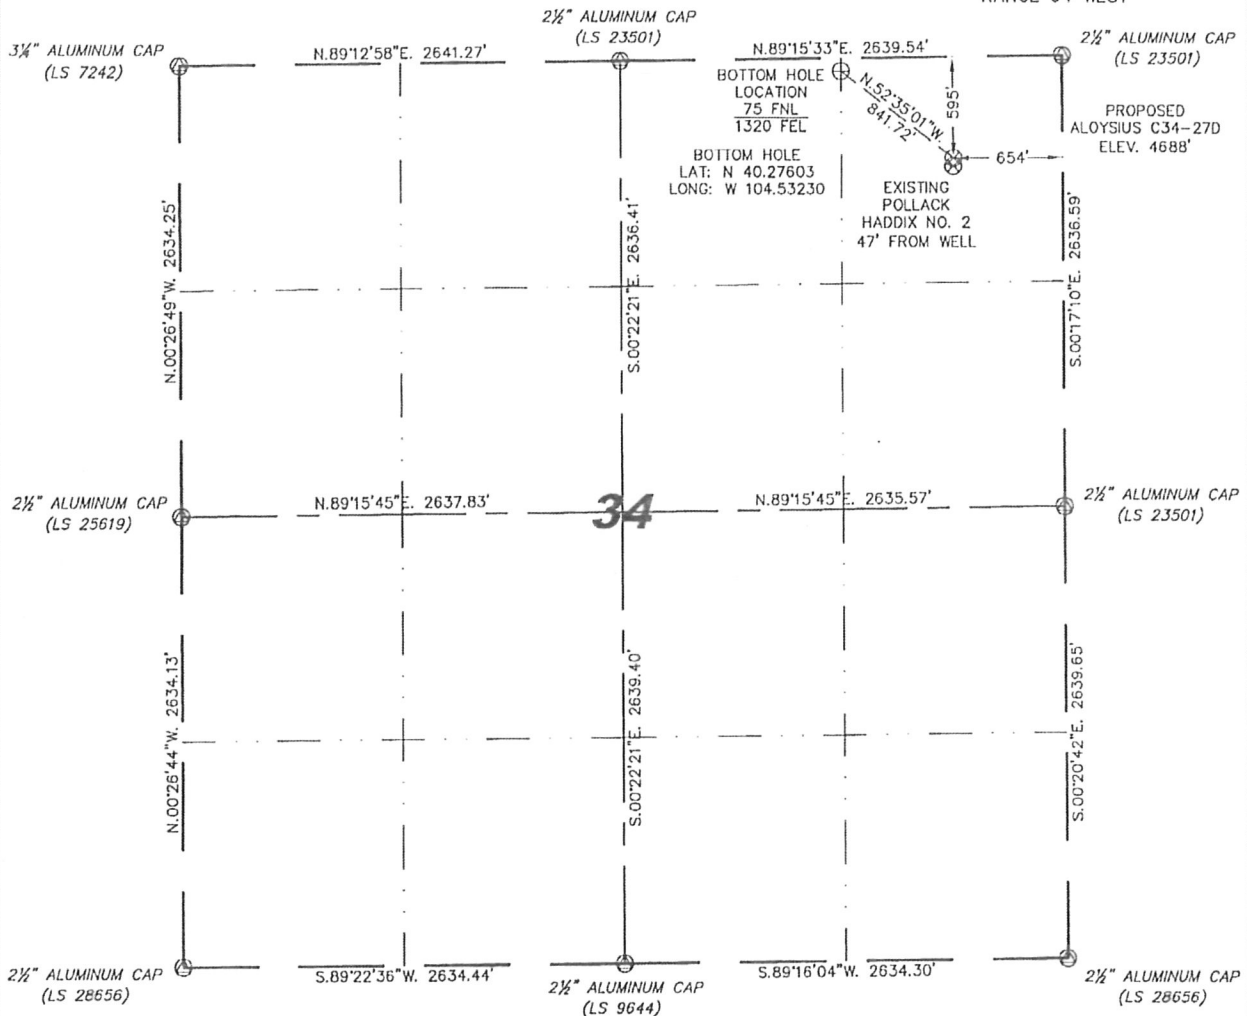 2½" ALUMINUM CAP
(LS 23501)
3¼" ALUMINUM CAP
(LS 7242)
N.89°12'58"E. 2641.27'
N.89°15'33"E. 2639.54'
2½" ALUMINUM CAP
(LS 23501)
BOTTOM HOLE
LOCATION
75 FNL
1320 FEL
N.52°35'01"W.
841.72'
595'
654'
PROPOSED
ALOYSIUS C34-27D
ELEV. 4688'
BOTTOM HOLE
LAT: N 40.27603
LONG: W 104.53230
EXISTING
POLLACK
HADDIX NO. 2
47' FROM WELL
N.00°26'49"W. 2634.25'
S.00°22'21"E. 2636.41'
S.00°17'10"E. 2636.59'
2½" ALUMINUM CAP
(LS 25619)
N.89°15'45"E. 2637.83'
34
N.89°15'45"E. 2635.57'
2½" ALUMINUM CAP
(LS 23501)
N.00°26'44"W. 2634.13'
S.00°22'21"E. 2639.40'
S.00°20'42"E. 2639.65'
2½" ALUMINUM CAP
(LS 28656)
S.89°22'36"W. 2634.44'
2½" ALUMINUM CAP
(LS 9644)
S.89°16'04"W. 2634.30'
2½" ALUMINUM CAP
(LS 28656)